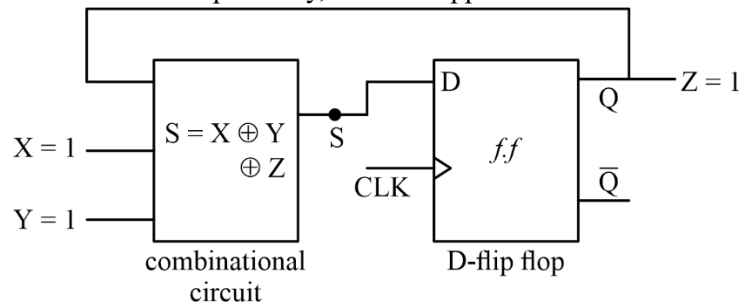 S = X ⊕ Y
⊕ Z
X = 1
Y = 1
S
D
CLK
f.f
Q
Q̅
Z = 1
combinational
circuit
D-flip flop